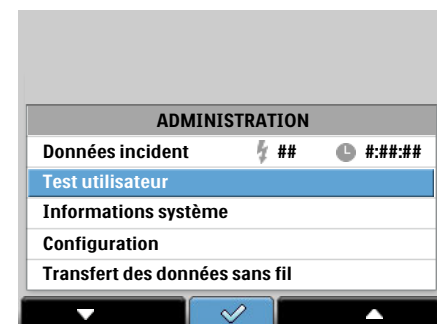 ADMINISTRATION
Données incident ## #:##:##
Test utilisateur
Informations système
Configuration
Transfert des données sans fil